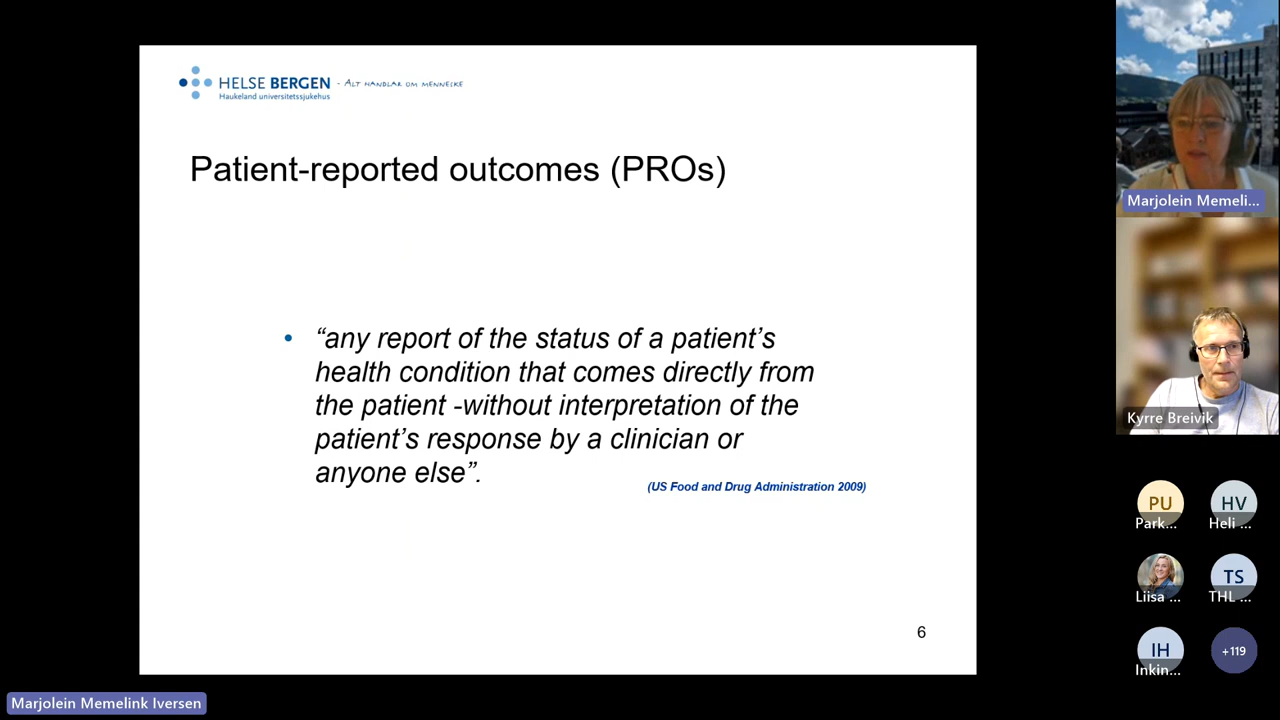 HELSE BERGEN - ALT HANDLAR OM MENNESKE
Haukeland universitetssjukehus
Patient-reported outcomes (PROs)
• “any report of the status of a patient’s
health condition that comes directly from
the patient -without interpretation of the
patient’s response by a clinician or
anyone else”.
(US Food and Drug Administration 2009)
6
Marjolein Memeli...
Kyrre Breivik
PU
HV
Park...
Heli ...
TS
Liisa ...
THL ...
IH
+119
Inkin...
Marjolein Memelink Iversen